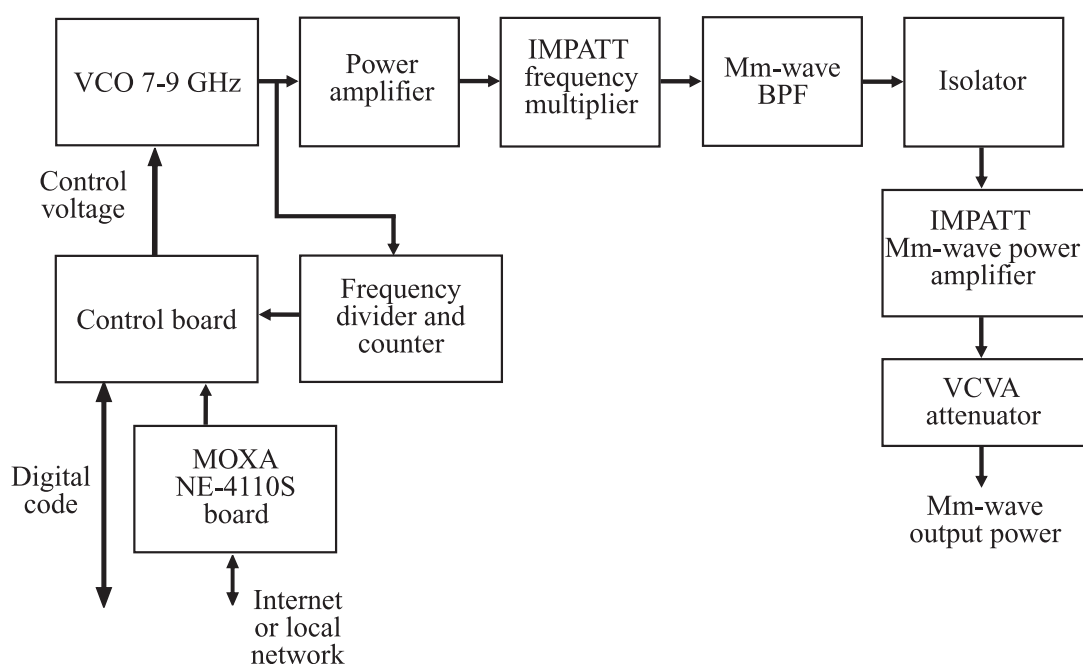 VCO 7-9 GHz
Power
amplifier
IMPATT
frequency
multiplier
Mm-wave
BPF
Isolator
Control
voltage
IMPATT
Mm-wave power
amplifier
Control board
Frequency
divider and
counter
VCVA
attenuator
Digital
code
MOXA
NE-4110S
board
Mm-wave
output power
Internet
or local
network